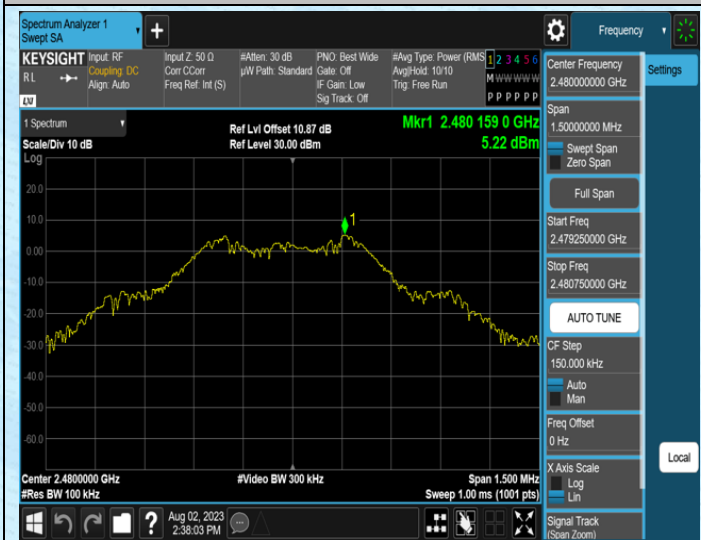 Spectrum Analyzer 1
Swept SA
Frequency
KEYSIGHT
R L
LXI
Input: RF
Coupling: DC
Align: Auto
Input Z: 50 Ω
Corr CCorr
Freq Ref: Int (S)
#Atten: 30 dB
µW Path: Standard
PNO: Best Wide
Gate: Off
IF Gain: Low
Sig Track: Off
#Avg Type: Power (RMS
Avg|Hold: 10/10
Trig: Free Run
1 2 3 4 5 6
M W W W W W
P P P P P P
Center Frequency
2.480000000 GHz
Settings
Span
1.50000000 MHz
Swept Span
Zero Span
Full Span
Start Freq
2.479250000 GHz
Stop Freq
2.480750000 GHz
AUTO TUNE
CF Step
150.000 kHz
Auto
Man
Freq Offset
0 Hz
X Axis Scale
Log
Lin
Signal Track
(Span Zoom)
Local
1 Spectrum
Scale/Div 10 dB
Log
Ref Lvl Offset 10.87 dB
Ref Level 30.00 dBm
Mkr1 2.480 159 0 GHz
5.22 dBm
20.0
10.0
1
0.00
-10.0
-20.0
-30.0
-40.0
-50.0
-60.0
Center 2.4800000 GHz
#Res BW 100 kHz
#Video BW 300 kHz
Span 1.500 MHz
Sweep 1.00 ms (1001 pts)
?
Aug 02, 2023
2:38:03 PM